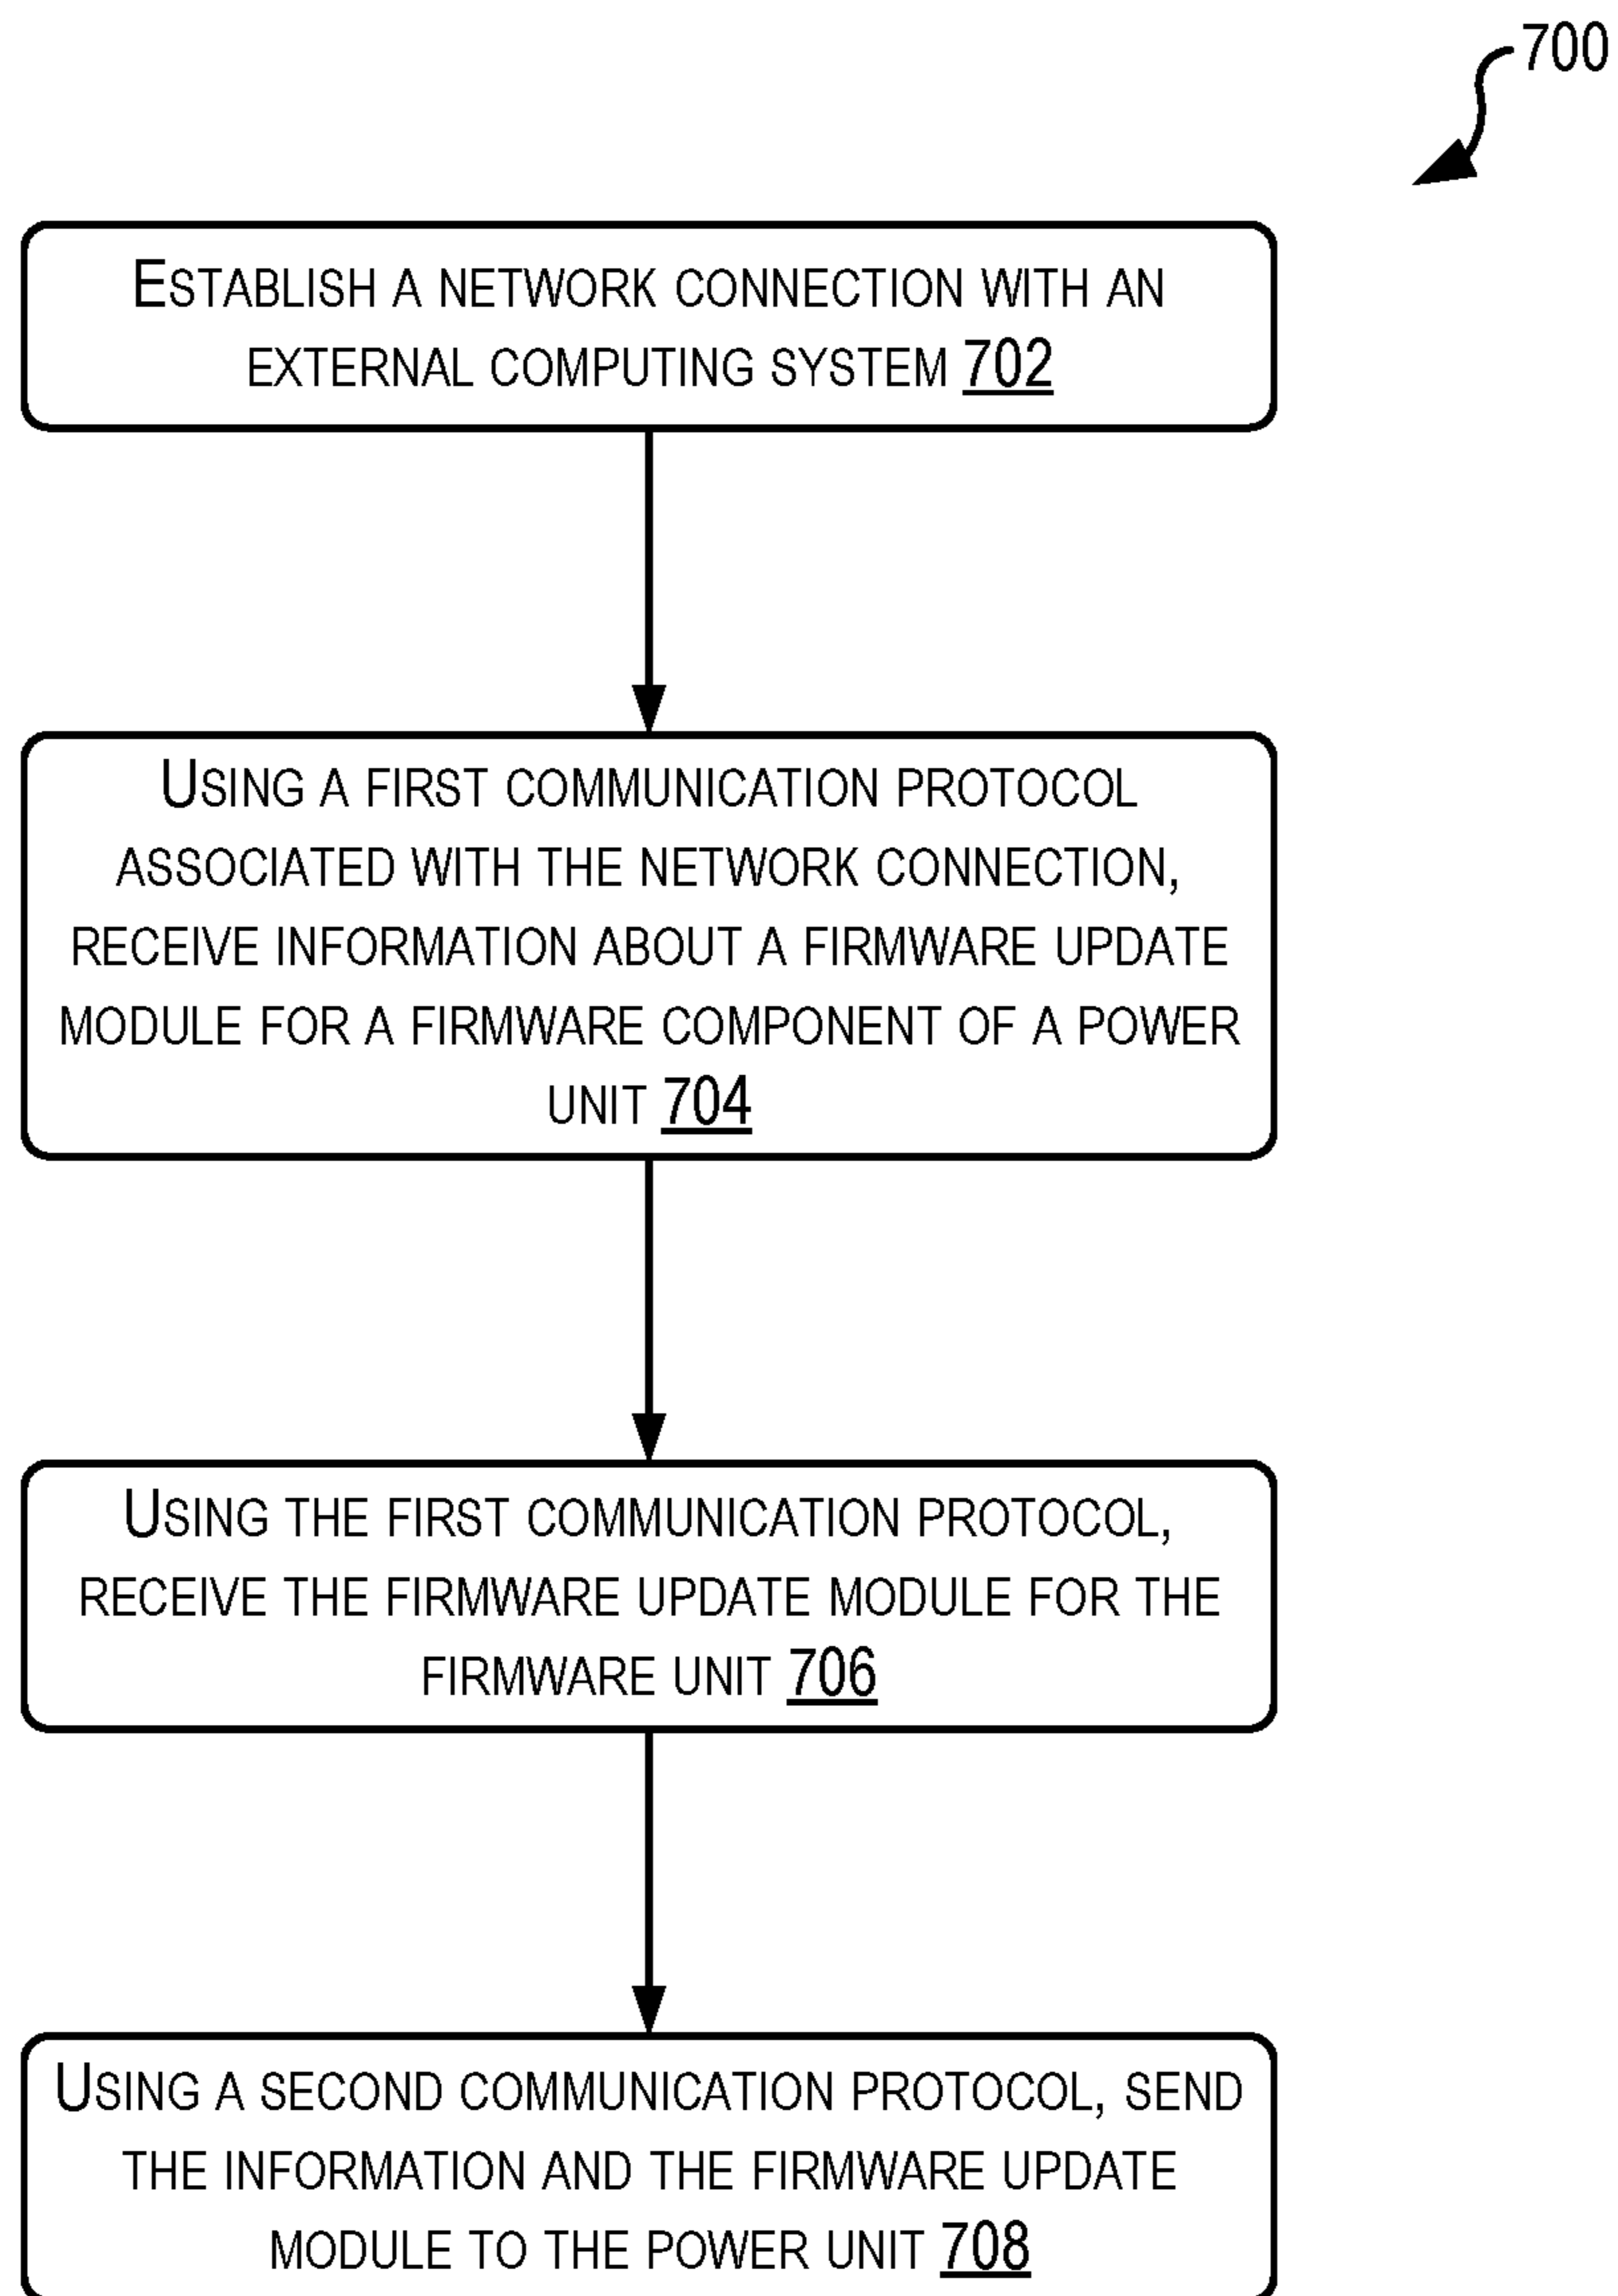 700
ESTABLISH A NETWORK CONNECTION WITH AN
EXTERNAL COMPUTING SYSTEM 702
USING A FIRST COMMUNICATION PROTOCOL
ASSOCIATED WITH THE NETWORK CONNECTION,
RECEIVE INFORMATION ABOUT A FIRMWARE UPDATE
MODULE FOR A FIRMWARE COMPONENT OF A POWER
UNIT 704
USING THE FIRST COMMUNICATION PROTOCOL,
RECEIVE THE FIRMWARE UPDATE MODULE FOR THE
FIRMWARE UNIT 706
USING A SECOND COMMUNICATION PROTOCOL, SEND
THE INFORMATION AND THE FIRMWARE UPDATE
MODULE TO THE POWER UNIT 708